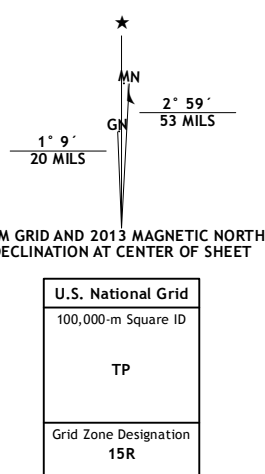 ★
MN
2° 59´
53 MILS
GN
1° 9´
20 MILS
M GRID AND 2013 MAGNETIC NORTH
DECLINATION AT CENTER OF SHEET
U.S. National Grid
100,000-m Square ID
TP
Grid Zone Designation
15R